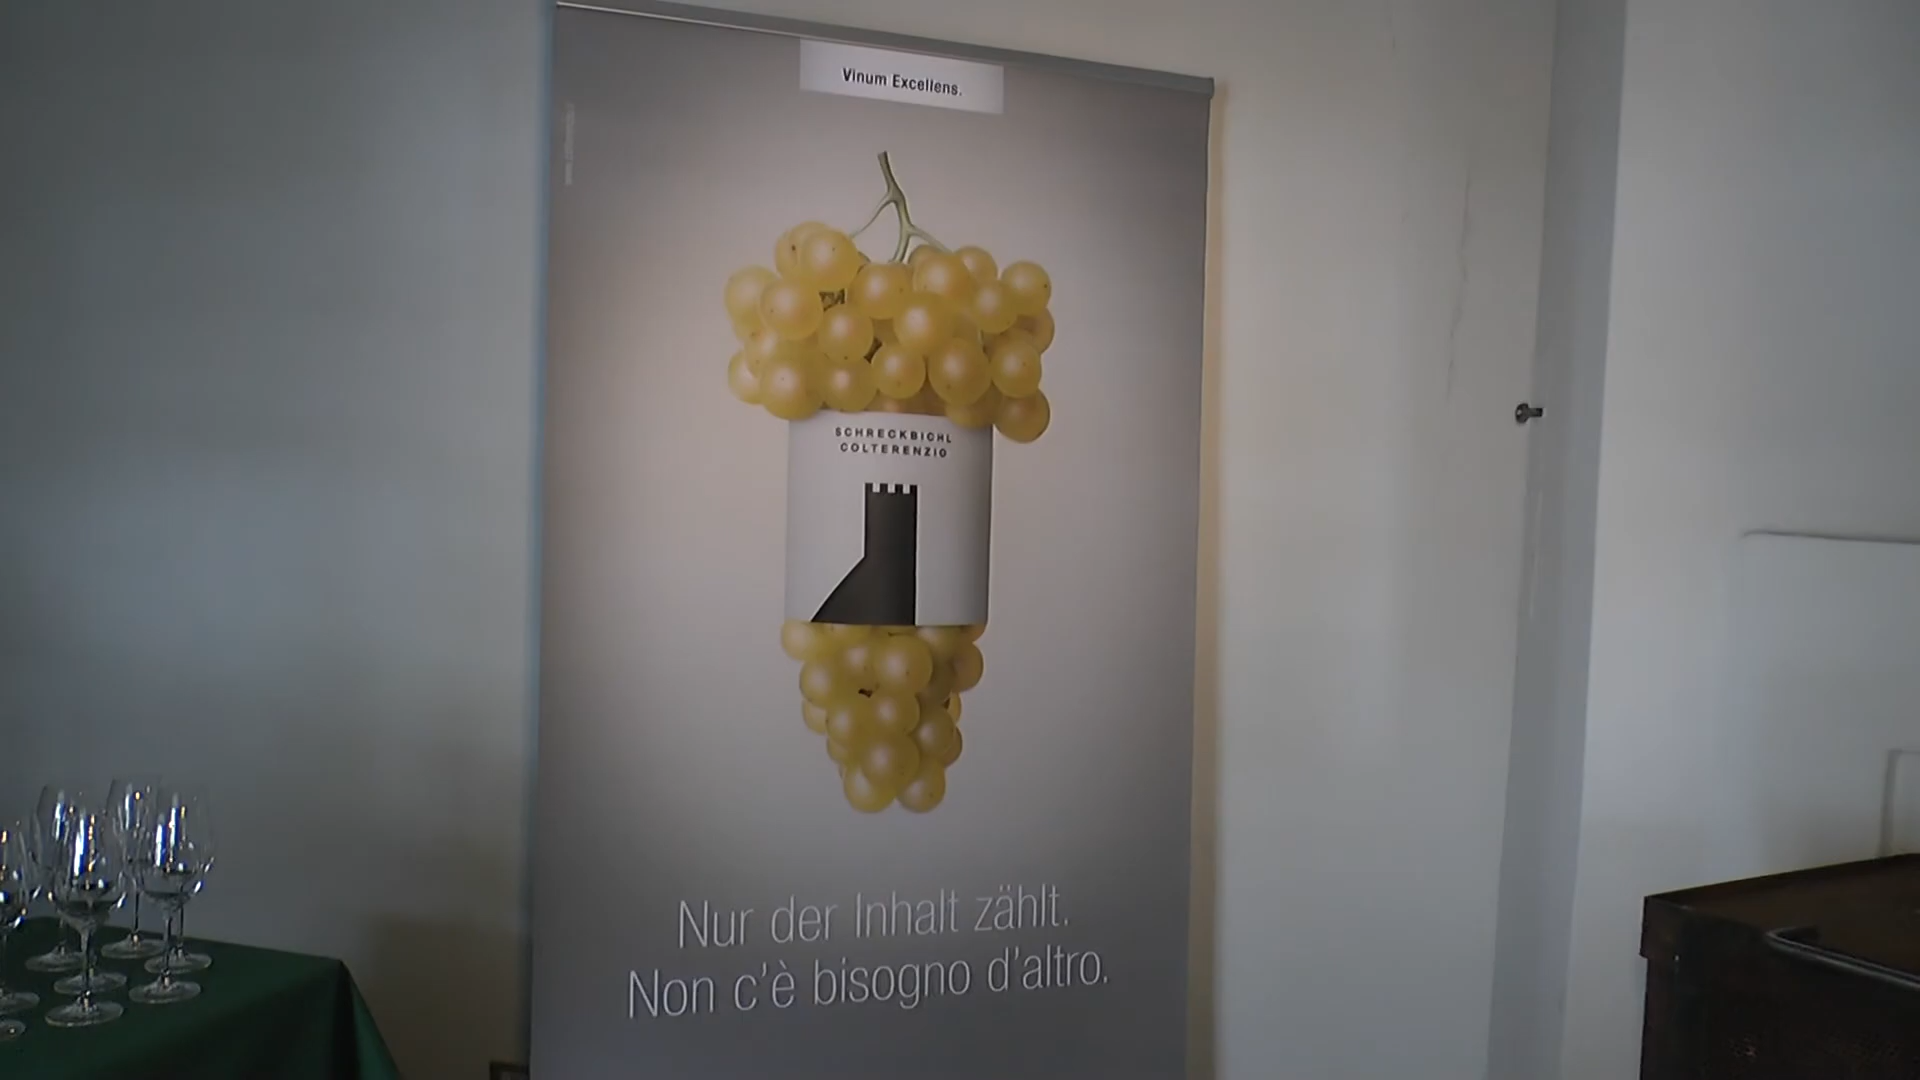 Vinum Excellens.
SCHRECKBICHL
COLTERENZIO
Nur der Inhalt zählt.
Non c'è bisogno d'altro.